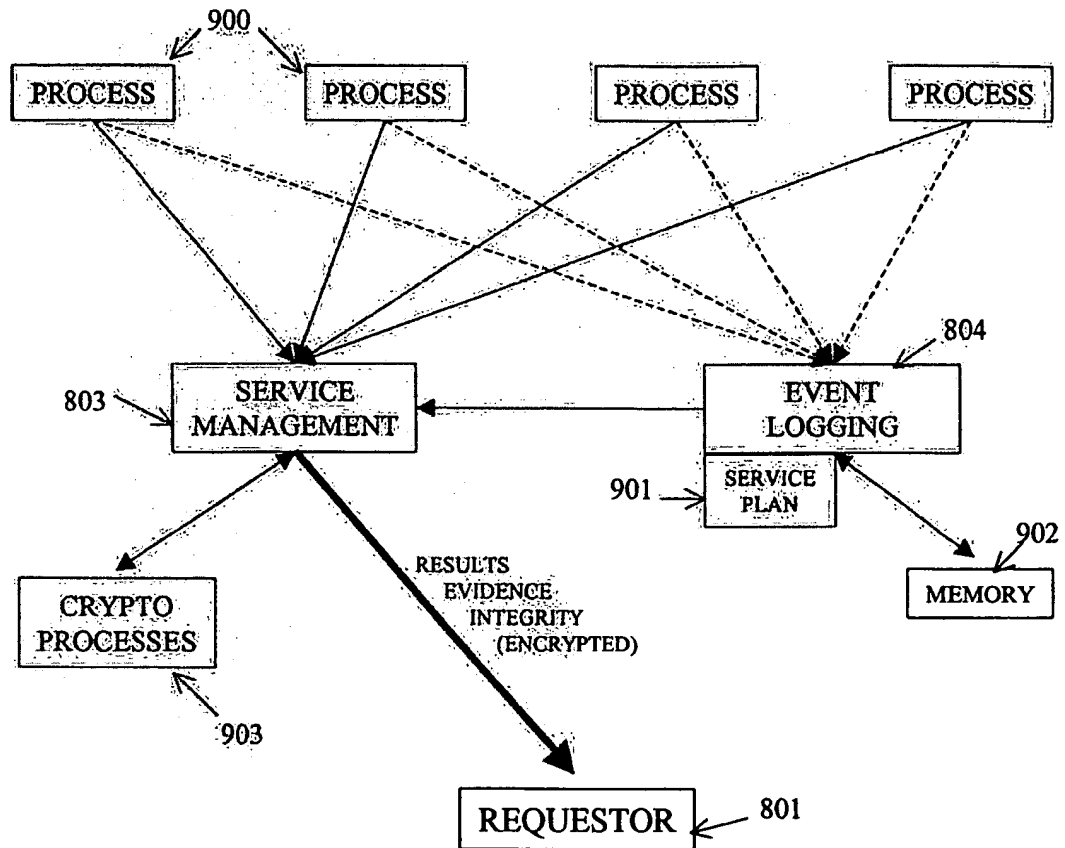 900
PROCESS PROCESS PROCESS PROCESS
804
803
SERVICE
MANAGEMENT
EVENT
LOGGING
901
SERVICE
PLAN
902
MEMORY
RESULTS
EVIDENCE
INTEGRITY
(ENCRYPTED)
CRYPTO
PROCESSES
903
REQUESTOR
801